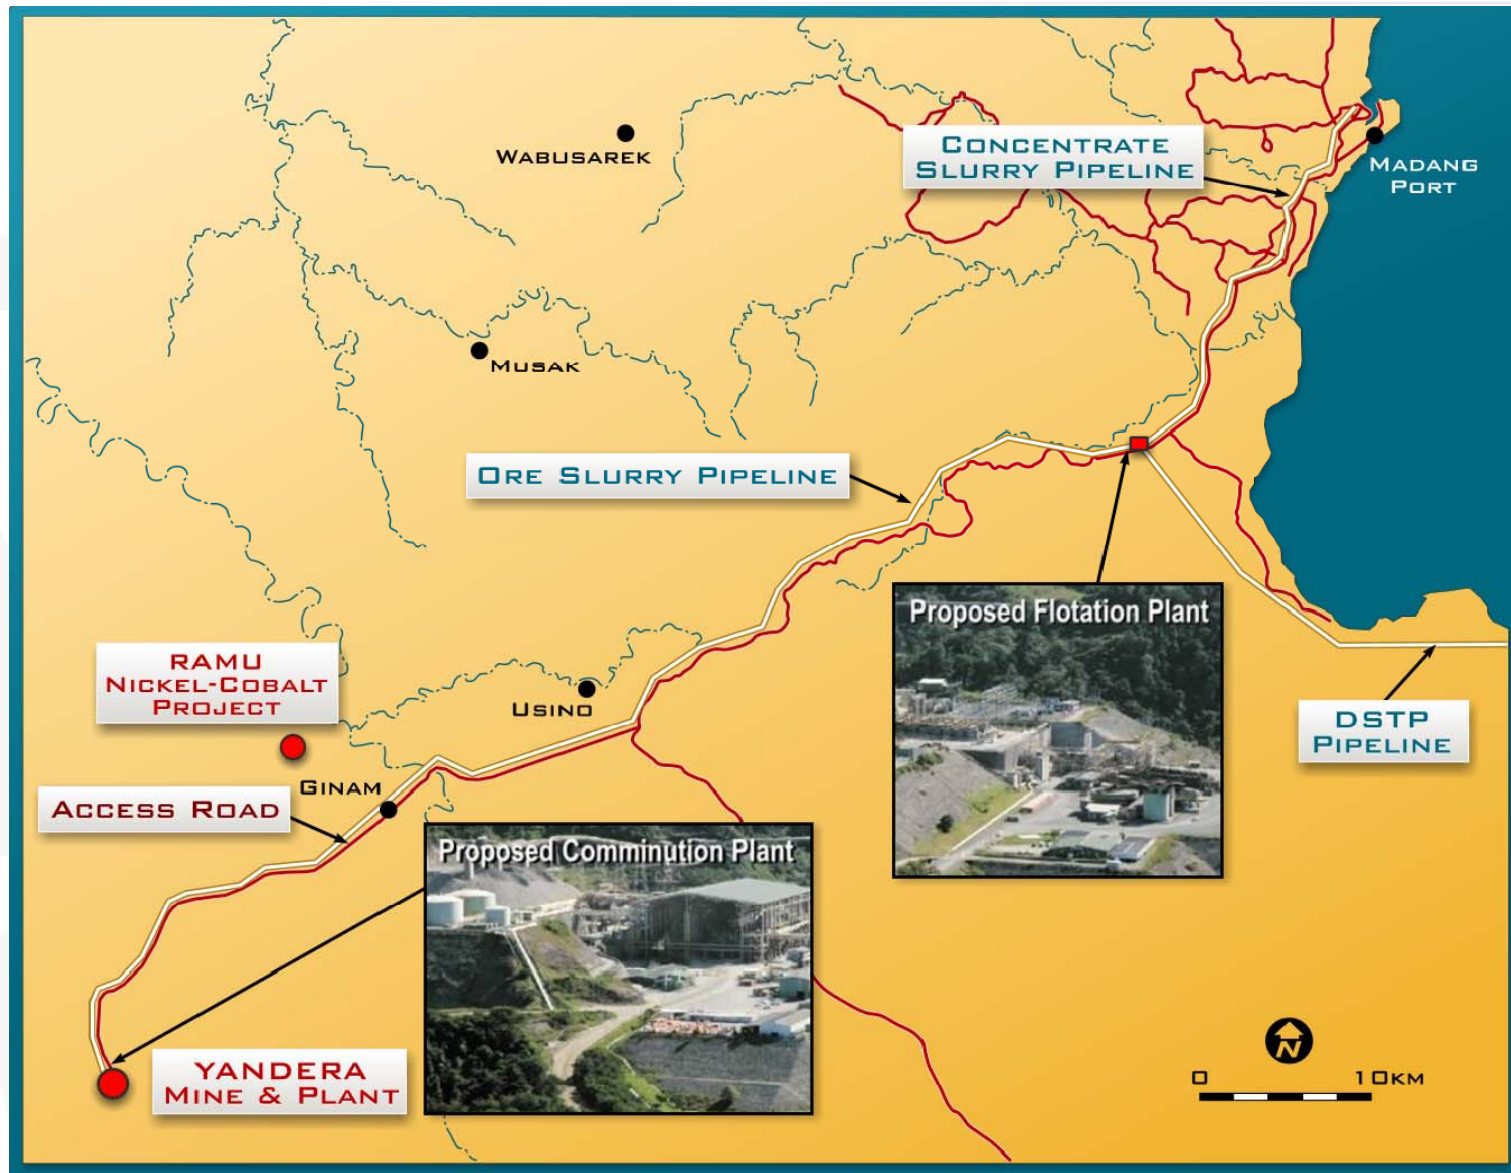 Wabusarek
Concentrate
Slurry Pipeline
Madang
Port
Musak
Ore Slurry Pipeline
Proposed Flotation Plant
RAMU
Nickel-Cobalt
Project
Usino
DSTP
Pipeline
Ginam
Access Road
Proposed Comminution Plant
YANDERA
Mine & Plant
N
0 10km